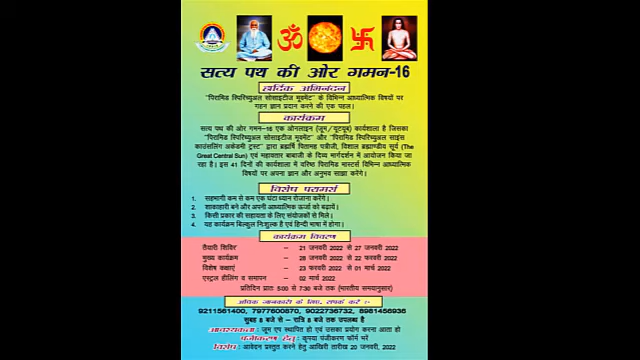 ॐ
सत्य पथ की ओर गमन-16
हार्दिक अभिनंदन
"पिरामिड स्पिरिच्युअल सोसाइटीज मूवमेंट" के विभिन्न आध्यात्मिक विषयों पर
गहन ज्ञान प्रदान करने की एक पहल।
कार्यक्रम
सत्य पथ की ओर गमन-16 एक ओनलाइन (जूम/यूट्यूब) कार्यशाला है जिसका
"पिरामिड स्पिरिच्युअल सोसाइटीज मूवमेंट" और "पिरामिड स्पिरिच्युअल साइंस
काउंसलिंग अकेडमी ट्रस्ट" द्वारा ब्रह्मर्षि पितामह पत्रीजी, विशाल ब्रह्माण्डीय सूर्य (The
Great Central Sun) एवं महावतार बाबाजी के दिव्य मार्गदर्शन में आयोजन किया जा
रहा है। इस 41 दिनों की कार्यशाला में वरिष्ठ पिरामिड मास्टर्स विभिन्न आध्यात्मिक
विषयों पर अपना ज्ञान और अनुभव साझा करेंगे।
विशेष परामर्श
1. सहभागी कम से कम एक घंटा ध्यान रोजाना करेंगे।
2. शाकाहारी बने और अपनी आध्यात्मिक ऊर्जा को बढ़ायें।
3. किसी प्रकार की सहायता के लिए संयोजकों से मिले।
4. यह कार्यक्रम बिल्कुल निःशुल्क है एवं हिन्दी भाषा में होगा।
कार्यक्रम विवरण
तैयारी शिविर – 21 जनवरी 2022 से 27 जनवरी 2022
मुख्य कार्यक्रम – 28 जनवरी 2022 से 22 फरवरी 2022
विशेष कक्षाएं – 23 फरवरी 2022 से 01 मार्च 2022
एस्ट्रल हीलिंग व समापन – 02 मार्च 2022
प्रतिदिन प्रातः 5:00 से 7:30 बजे तक (भारतीय समयानुसार)
अधिक जानकारी के लिए, संपर्क करें :-
9211561400, 7977600870, 9022736732, 8981458936
सुबह 8 बजे से – रात्रि 8 बजे तक उपलब्ध है
आवश्यकता: जूम एप स्थापित हो एवं उसका प्रयोग करना आता हो
पंजीकरण हेतु: कृपया पंजीकरण फॉर्म भरें
विशेष: आवेदन प्रस्तुत करने हेतु आखिरी तारीख 20 जनवरी, 2022